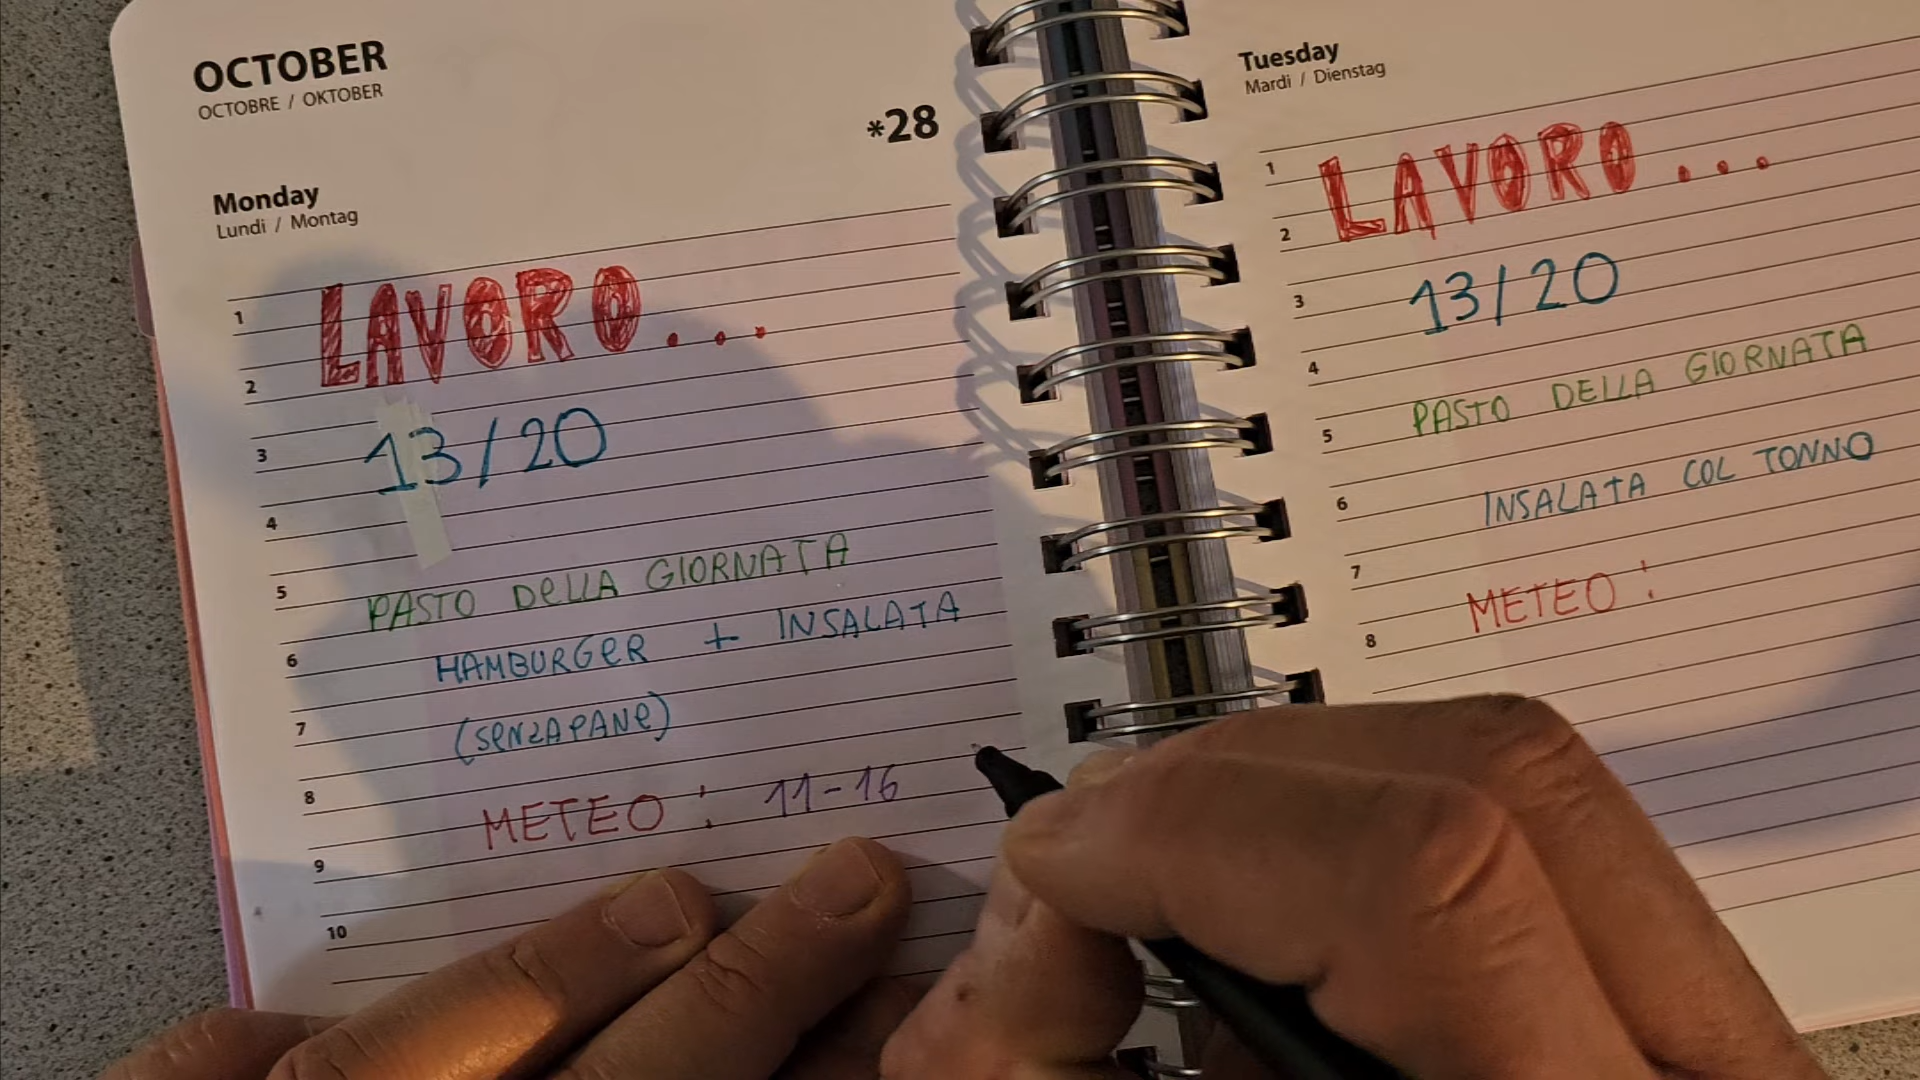 OCTOBER
OCTOBRE / OKTOBER
*28
Monday
Lundi / Montag
1
LAVORO...
2
3
13/20
4
5
PASTO DELLA GIORNATA
6
HAMBURGER + INSALATA
7
(SENZA PANE)
8
METEO : 11-16
9
10
Tuesday
Mardi / Dienstag
1
LAVORO...
2
3
13/20
4
PASTO DELLA GIORNATA
5
6
INSALATA COL TONNO
7
METEO :
8